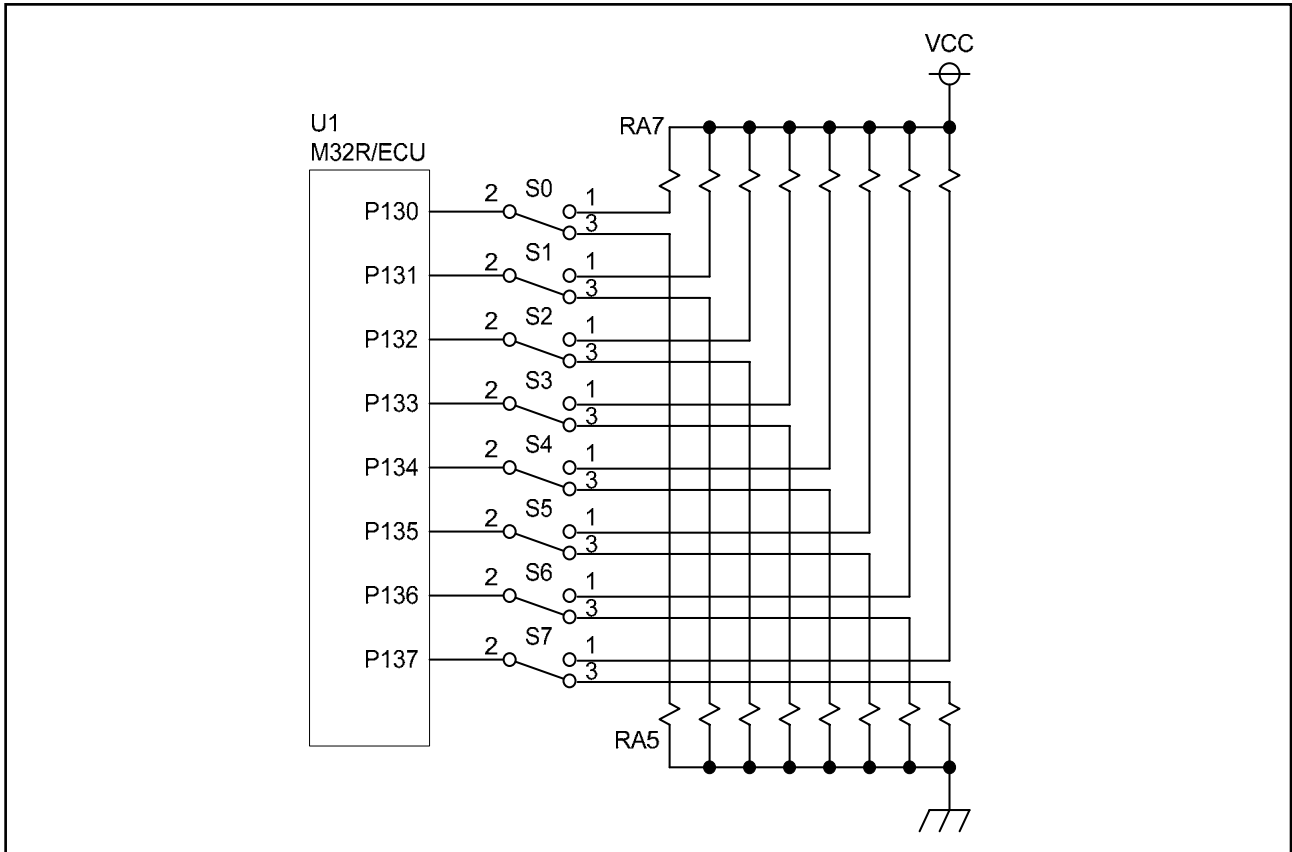 VCC
U1
RA7
M32R/ECU
P130 2 S0 1
3
P131 2 S1 1
3
P132 2 S2 1
3
P133 2 S3 1
3
P134 2 S4 1
3
P135 2 S5 1
3
P136 2 S6 1
3
P137 2 S7 1
3
RA5